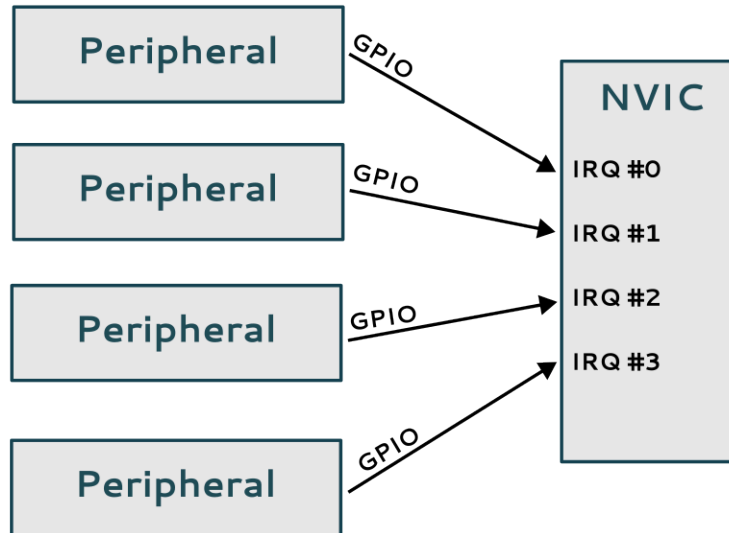 Peripheral
GPIO
NVIC
IRQ #0
Peripheral
GPIO
IRQ #1
Peripheral
GPIO
IRQ #2
IRQ #3
Peripheral
GPIO